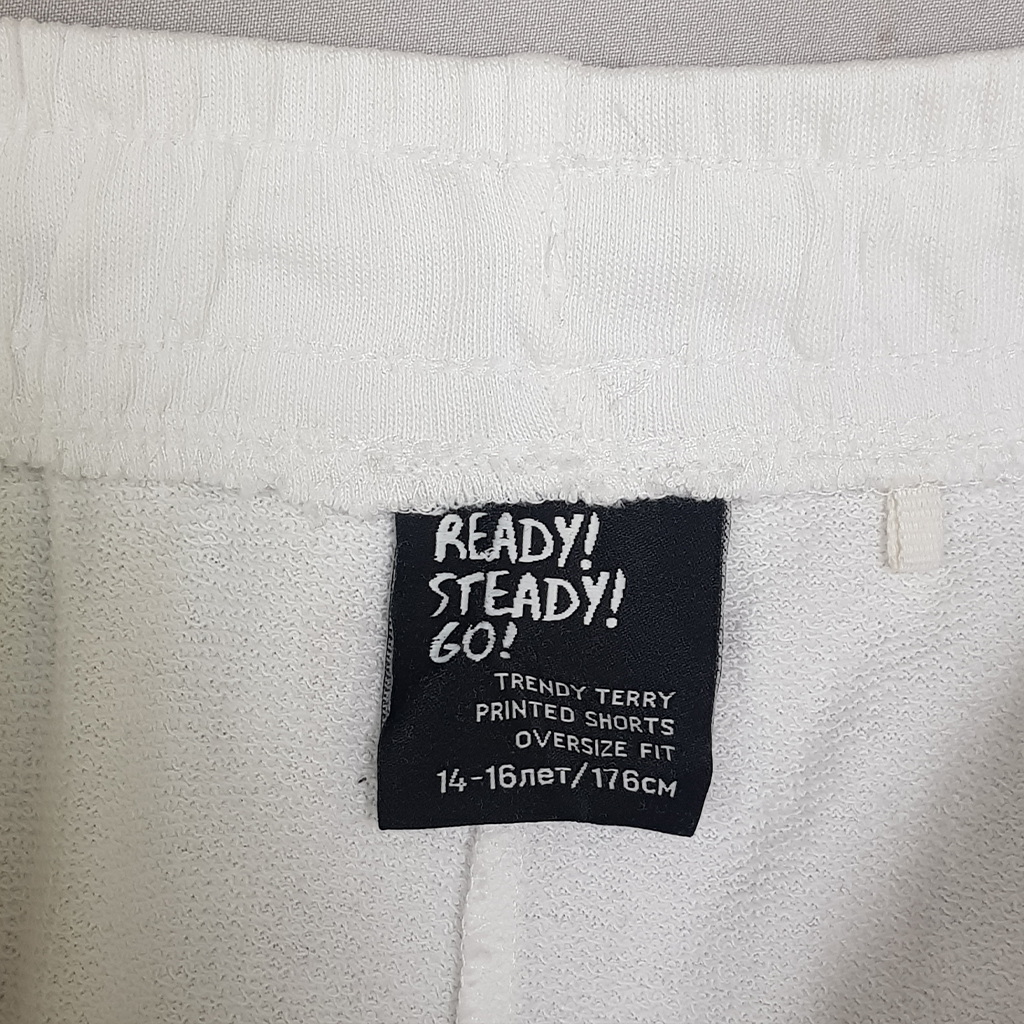 READY!
STEADY!
GO!
TRENDY TERRY
PRINTED SHORTS
OVERSIZE FIT
14-16лет/176см